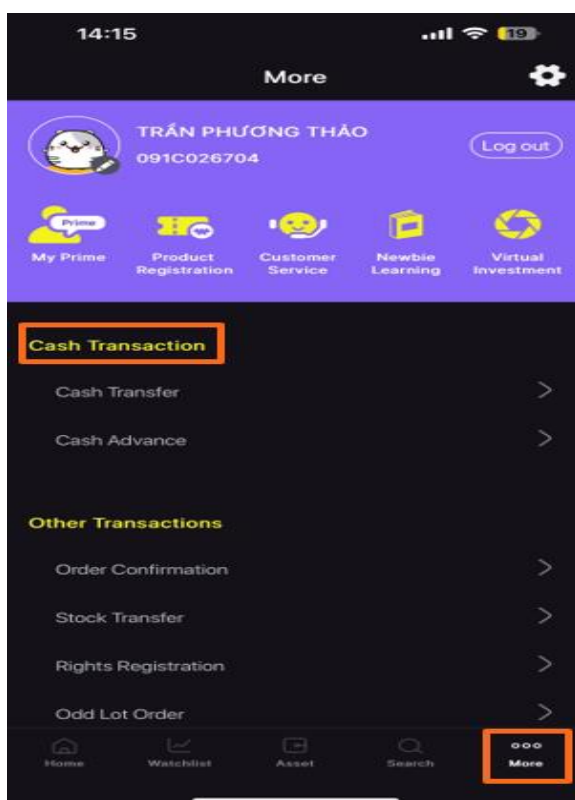 14:15
19
More
TRẦN PHƯƠNG THẢO
091C026704
Log out
Prime
My Prime
Product
Registration
Customer
Service
Newbie
Learning
Virtual
Investment
Cash Transaction
Cash Transfer
Cash Advance
Other Transactions
Order Confirmation
Stock Transfer
Rights Registration
Odd Lot Order
Home
Watchlist
Asset
Search
More